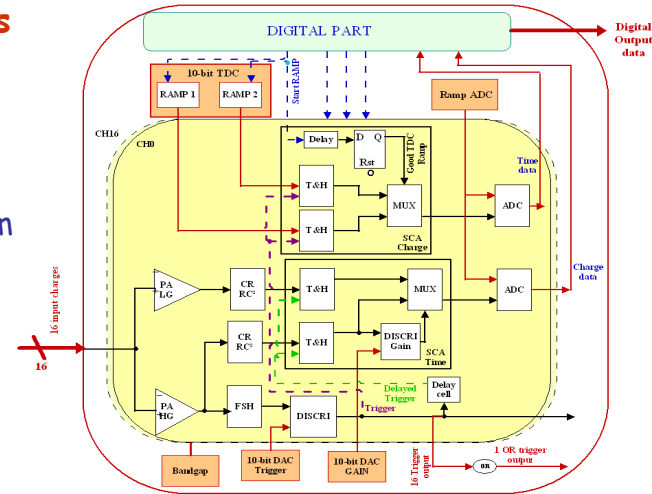 s
n
DIGITAL PART
Digital
Output
data
10-bit TDC
RAMP 1
RAMP 2
Start RAMP
Ramp ADC
CH16
CH0
Delay
D Q
Rst
Good TDC
Ramp
Time
data
T&H
T&H
MUX
ADC
SCA
Charge
Charge
data
16 input charges
16
PA
LG
CR
RC²
T&H
MUX
ADC
CR
RC²
T&H
DISCRI
Gain
SCA
Time
PA
HG
FSH
DISCRI
Delayed
Trigger
Trigger
Delay
cell
Bandgap
10-bit DAC
Trigger
10-bit DAC
GAIN
16 Trigger
output
OR
1 OR trigger
output